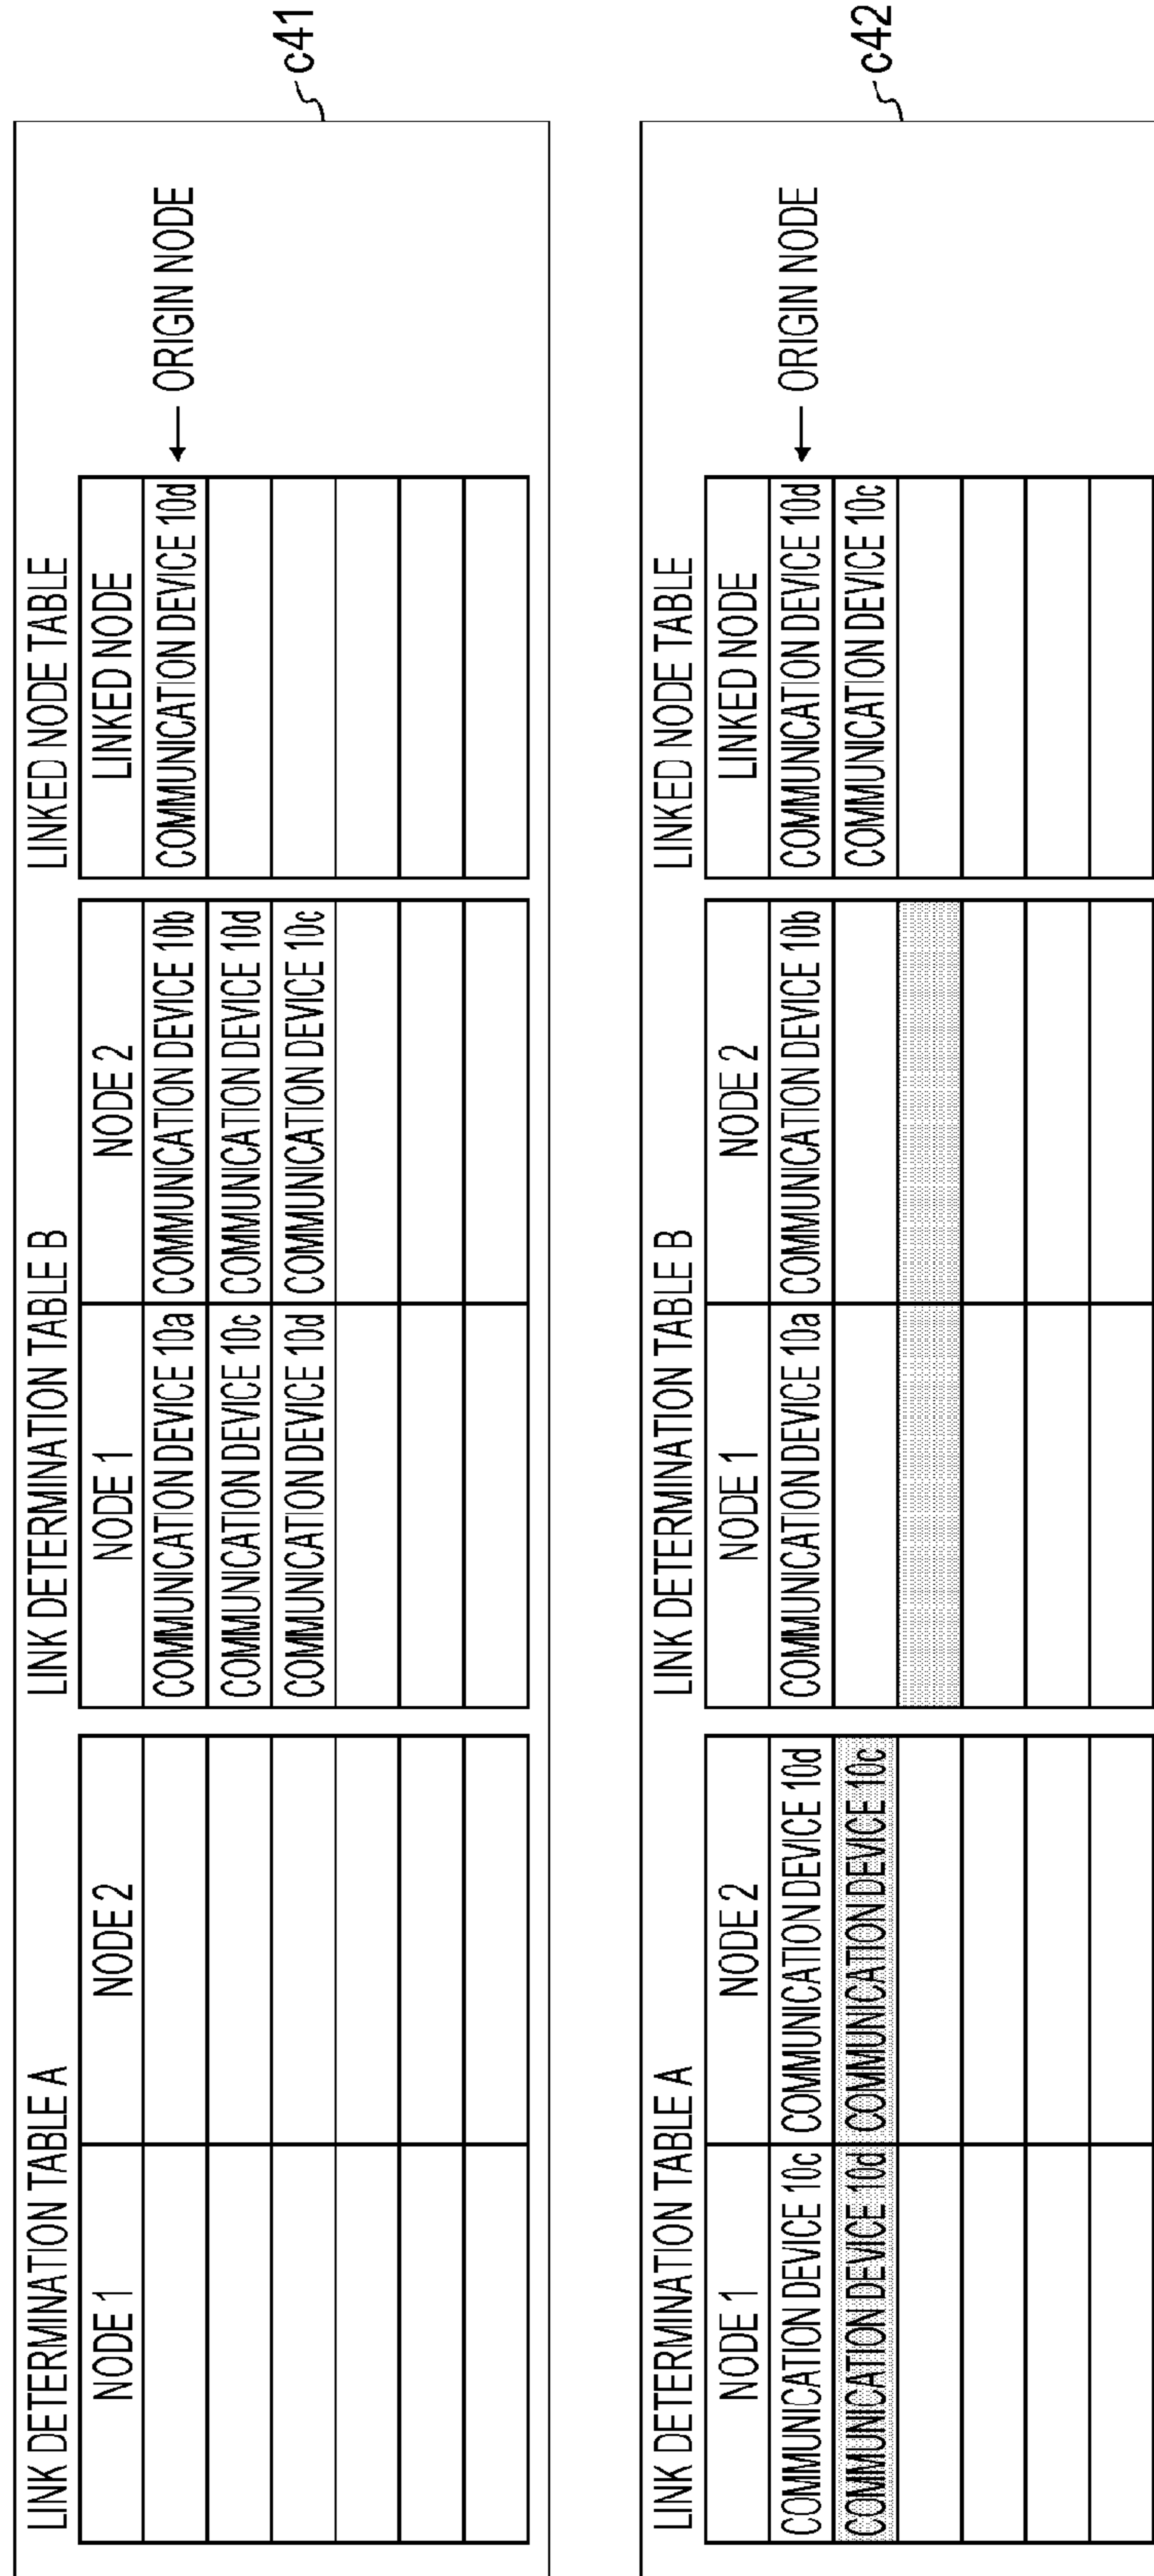 LINK DETERMINATION TABLE A LINK DETERMINATION TABLE B LINKED NODE TABLE
NODE 1 NODE 2 NODE 1 NODE 2 LINKED NODE
COMMUNICATION DEVICE 10a COMMUNICATION DEVICE 10b COMMUNICATION DEVICE 10d ← ORIGIN NODE
COMMUNICATION DEVICE 10c COMMUNICATION DEVICE 10d
COMMUNICATION DEVICE 10d COMMUNICATION DEVICE 10c
c41
LINK DETERMINATION TABLE A LINK DETERMINATION TABLE B LINKED NODE TABLE
NODE 1 NODE 2 NODE 1 NODE 2 LINKED NODE
COMMUNICATION DEVICE 10c COMMUNICATION DEVICE 10d COMMUNICATION DEVICE 10a COMMUNICATION DEVICE 10b COMMUNICATION DEVICE 10d ← ORIGIN NODE
COMMUNICATION DEVICE 10d COMMUNICATION DEVICE 10c COMMUNICATION DEVICE 10c
c42